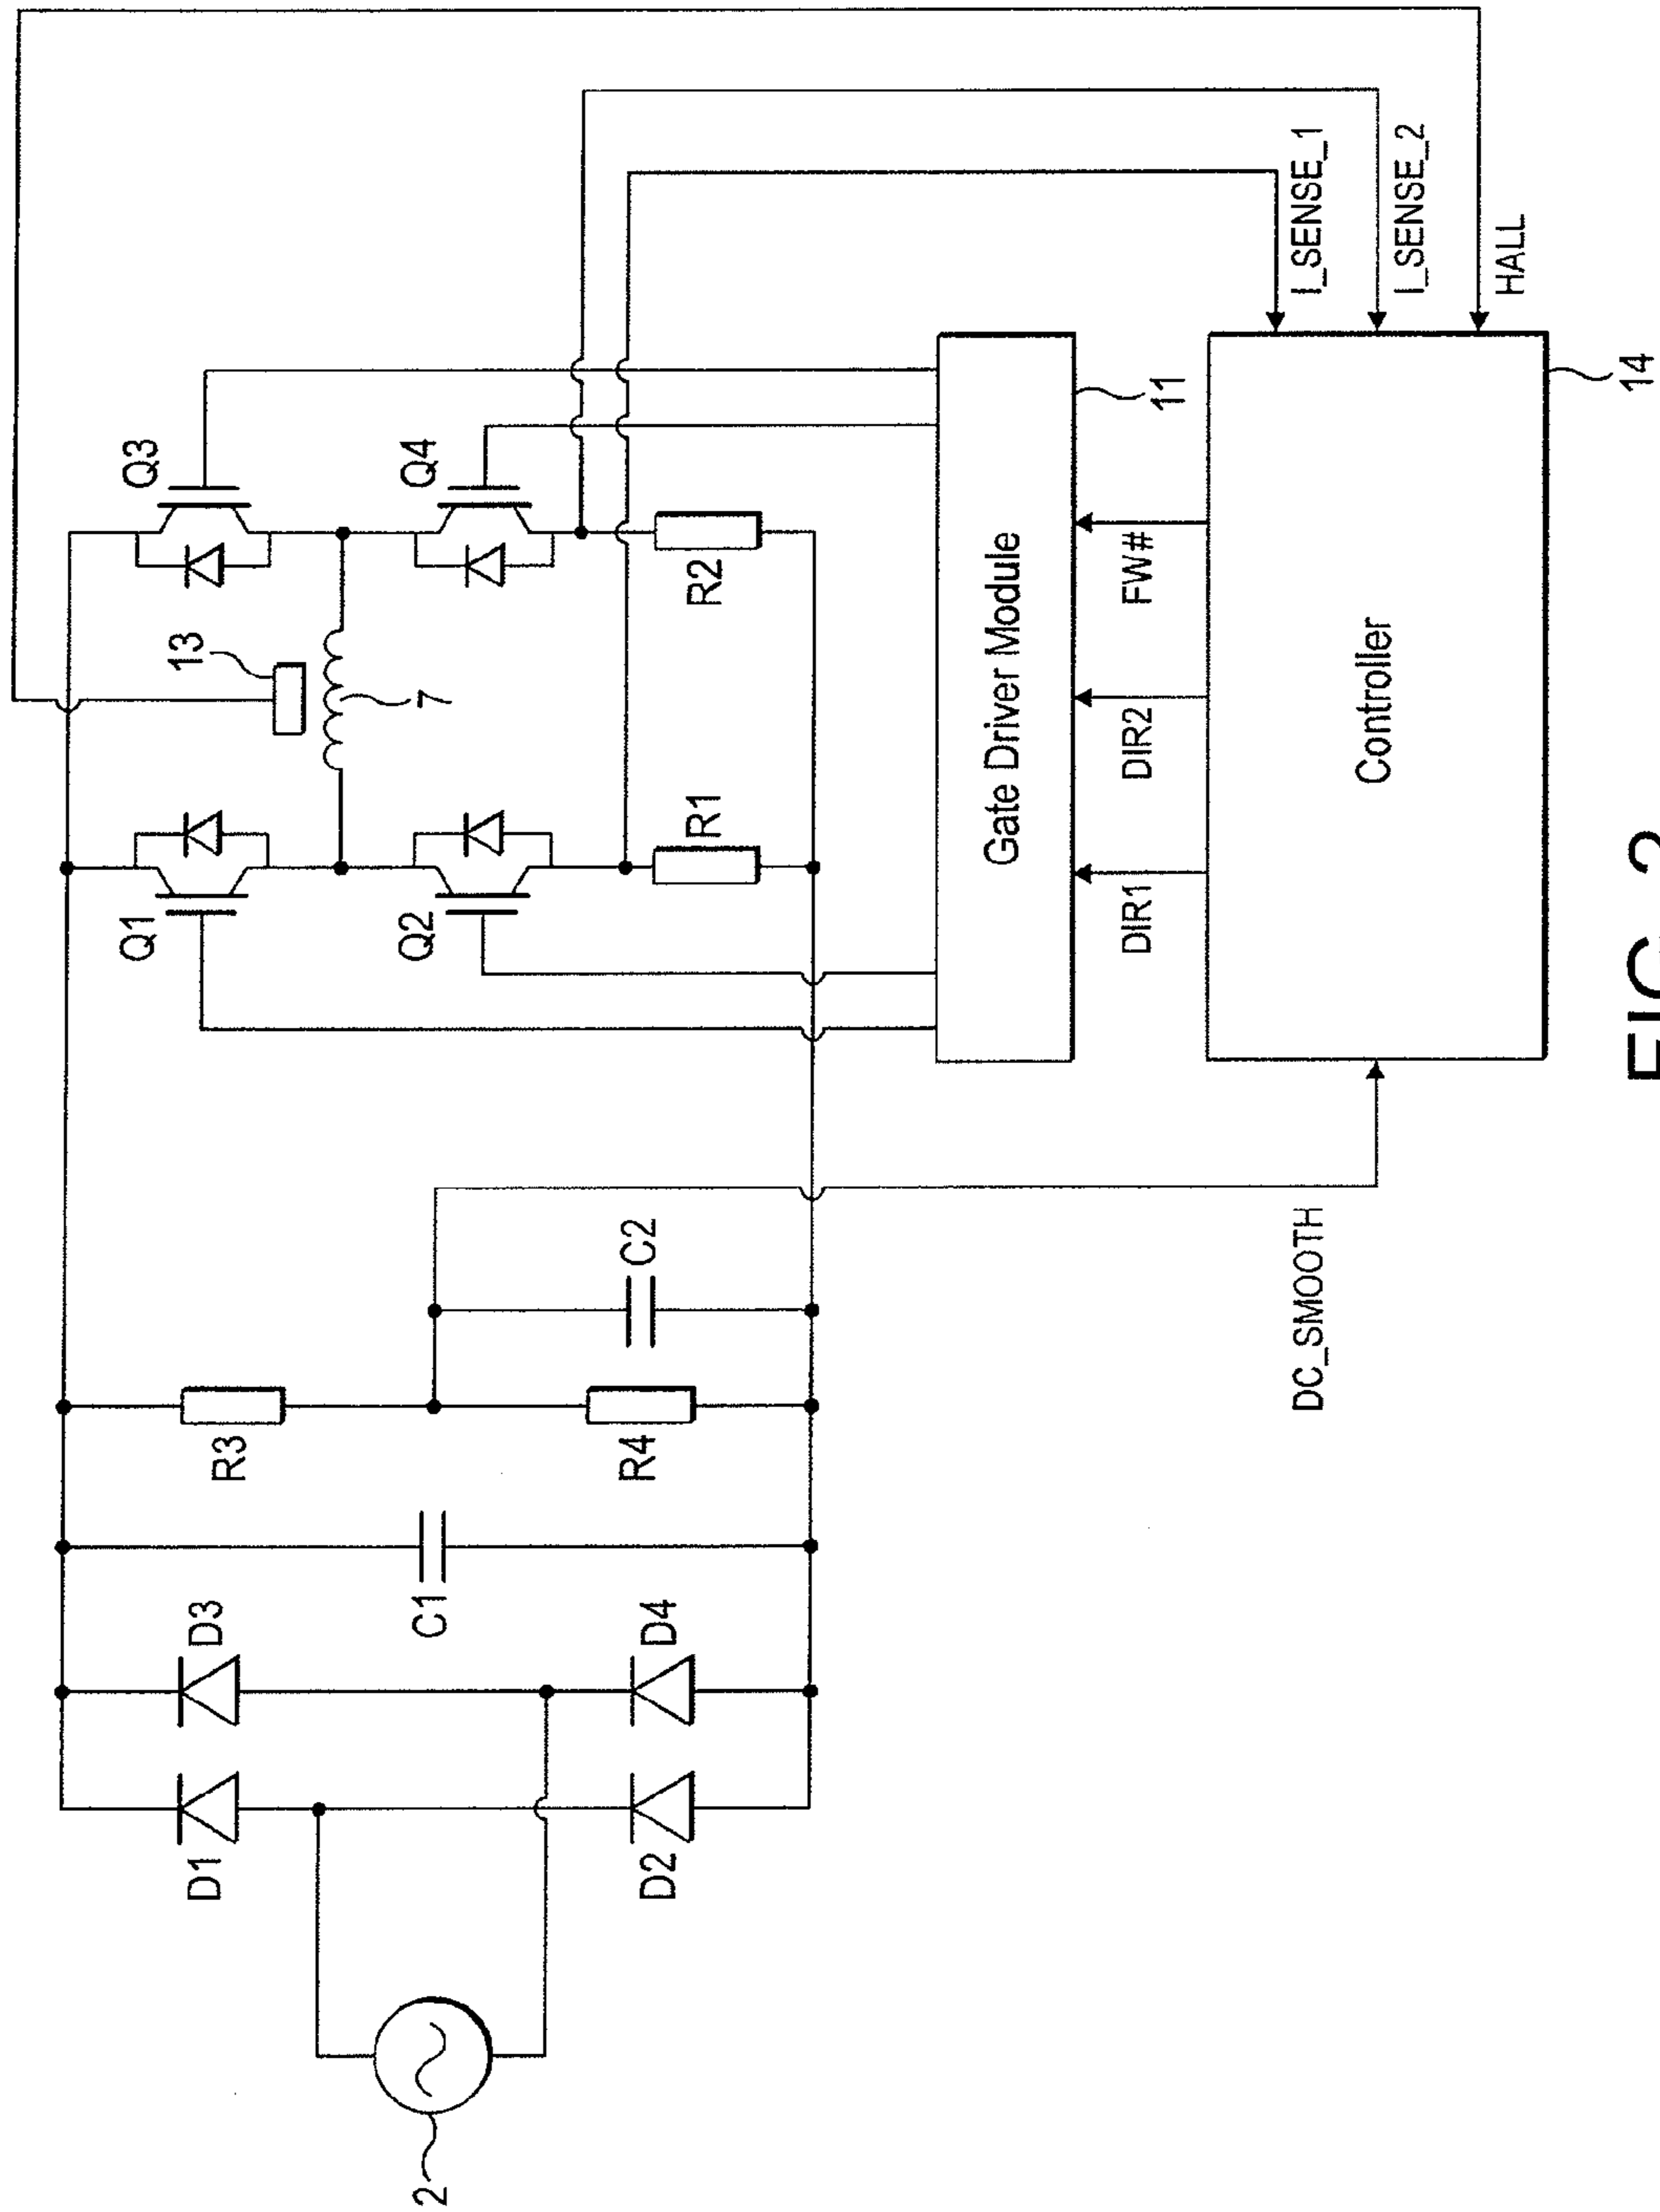 HALL
I_SENSE_2
I_SENSE_1
Q3
Q4
13
7
R2
Q1
Q2
R1
Gate Driver Module
11
FW#
DIR2
DIR1
Controller
14
C2
R3
R4
DC_SMOOTH
C1
D3
D4
D1
D2
2
FIG. 2